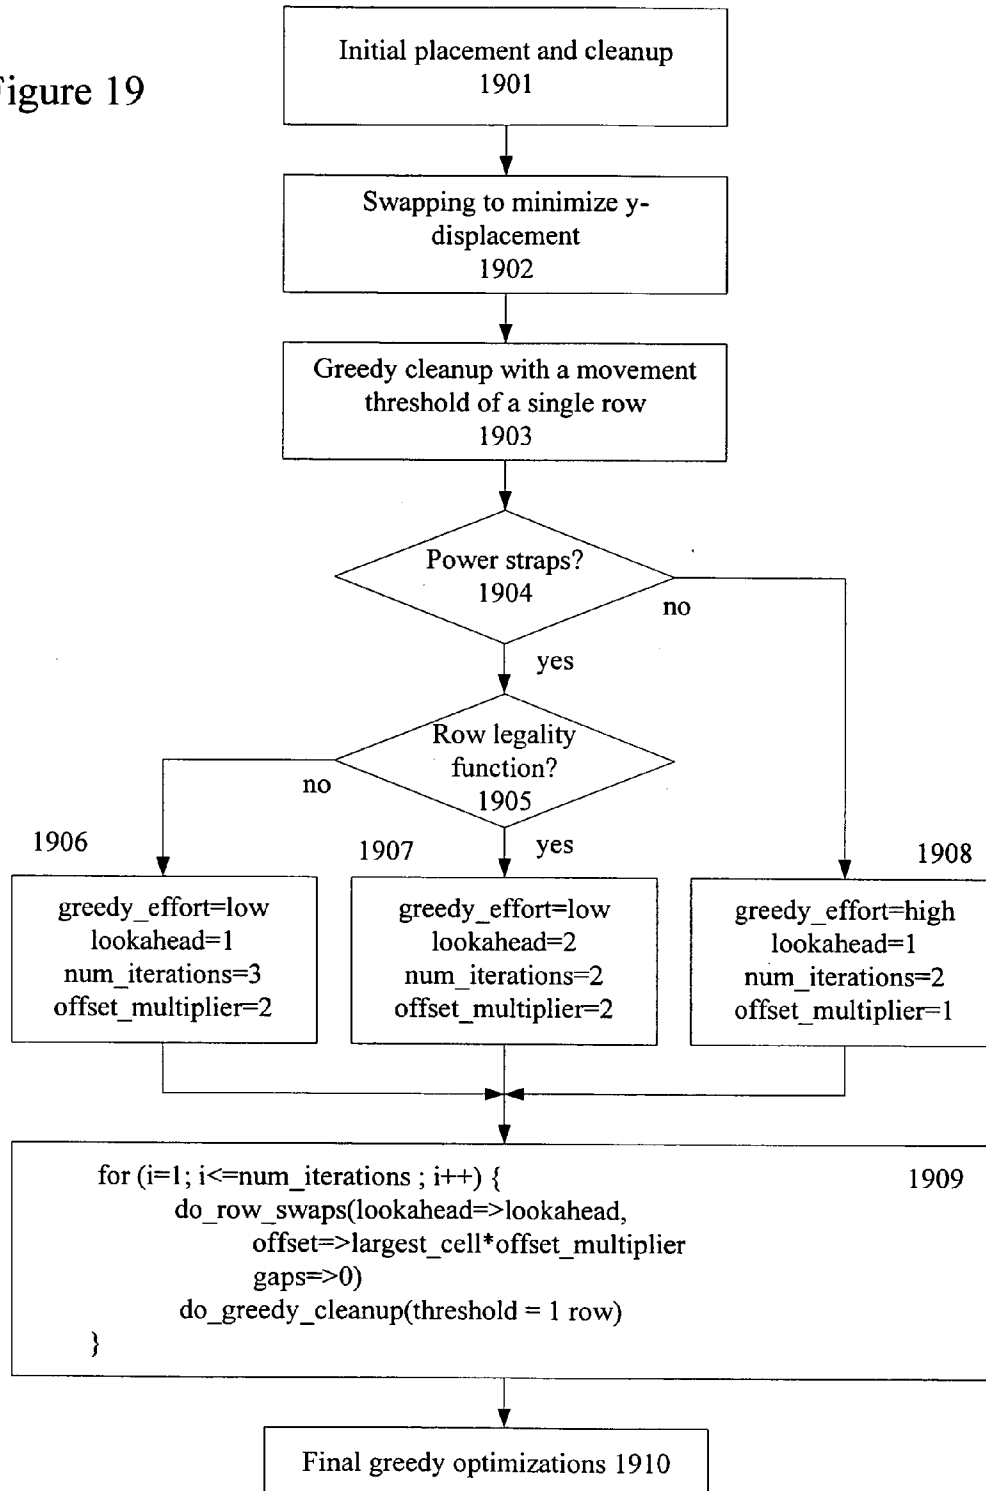 Figure 19
Initial placement and cleanup
1901
Swapping to minimize y-
displacement
1902
Greedy cleanup with a movement
threshold of a single row
1903
Power straps?
1904
no
yes
Row legality
function?
1905
no
yes
1906
greedy_effort=low
lookahead=1
num_iterations=3
offset_multiplier=2
1907
greedy_effort=low
lookahead=2
num_iterations=2
offset_multiplier=2
1908
greedy_effort=high
lookahead=1
num_iterations=2
offset_multiplier=1
1909
for (i=1; i<=num_iterations ; i++) {
do_row_swaps(lookahead=>lookahead,
offset=>largest_cell*offset_multiplier
gaps=>0)
do_greedy_cleanup(threshold = 1 row)
}
Final greedy optimizations 1910